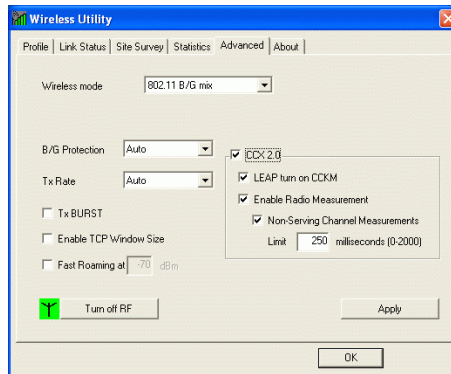 Wireless Utility
Profile Link Status Site Survey Statistics Advanced About
Wireless mode 802.11 B/G mix
B/G Protection Auto
Tx Rate Auto
Tx BURST
Enable TCP Window Size
Fast Roaming at -70 dBm
CCX 2.0
LEAP turn on CCKM
Enable Radio Measurement
Non-Serving Channel Measurements
Limit 250 milliseconds (0-2000)
Turn off RF
Apply
OK